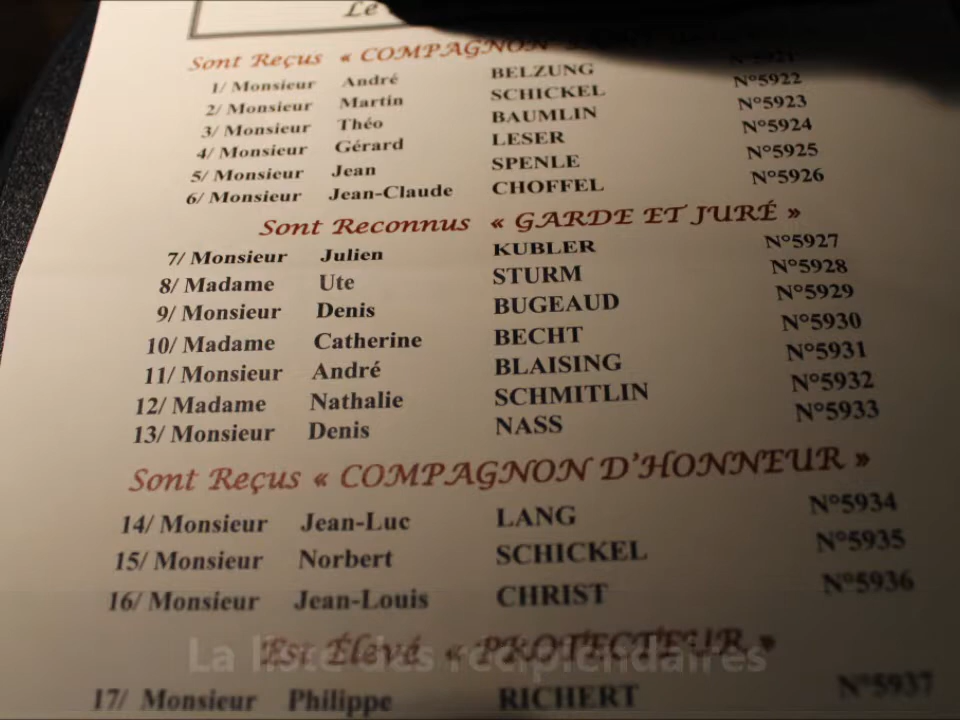 Le
Sont Reçus « COMPAGNON
1/ Monsieur André BELZUNG
2/ Monsieur Martin SCHICKEL N°5922
3/ Monsieur Théo BAUMLIN N°5923
4/ Monsieur Gérard LESER N°5924
5/ Monsieur Jean SPENLE N°5925
6/ Monsieur Jean-Claude CHOFFEL N°5926
Sont Reconnus « GARDE ET JURÉ »
7/ Monsieur Julien KUBLER N°5927
8/ Madame Ute STURM N°5928
9/ Monsieur Denis BUGEAUD N°5929
10/ Madame Catherine BECHT N°5930
11/ Monsieur André BLAISING N°5931
12/ Madame Nathalie SCHMITLIN N°5932
13/ Monsieur Denis NASS N°5933
Sont Reçus « COMPAGNON D'HONNEUR »
14/ Monsieur Jean-Luc LANG N°5934
15/ Monsieur Norbert SCHICKEL N°5935
16/ Monsieur Jean-Louis CHRIST N°5936
Est Élevé « PROTECTEUR »
La liste des récipiendaires
17/ Monsieur Philippe RICHERT N°5937